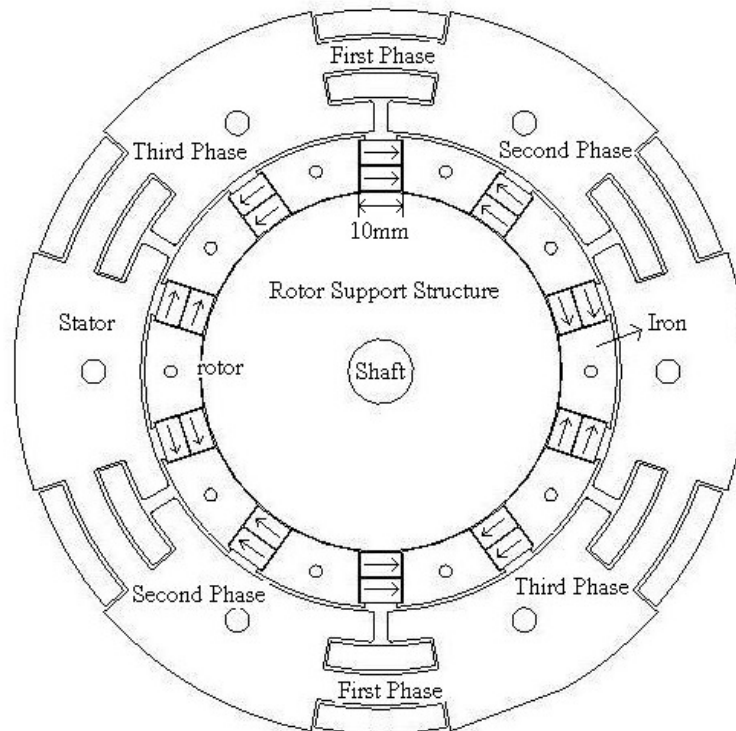 First Phase
Third Phase
Second Phase
10mm
Rotor Support Structure
Stator
Iron
rotor
Shaft
Second Phase
Third Phase
First Phase